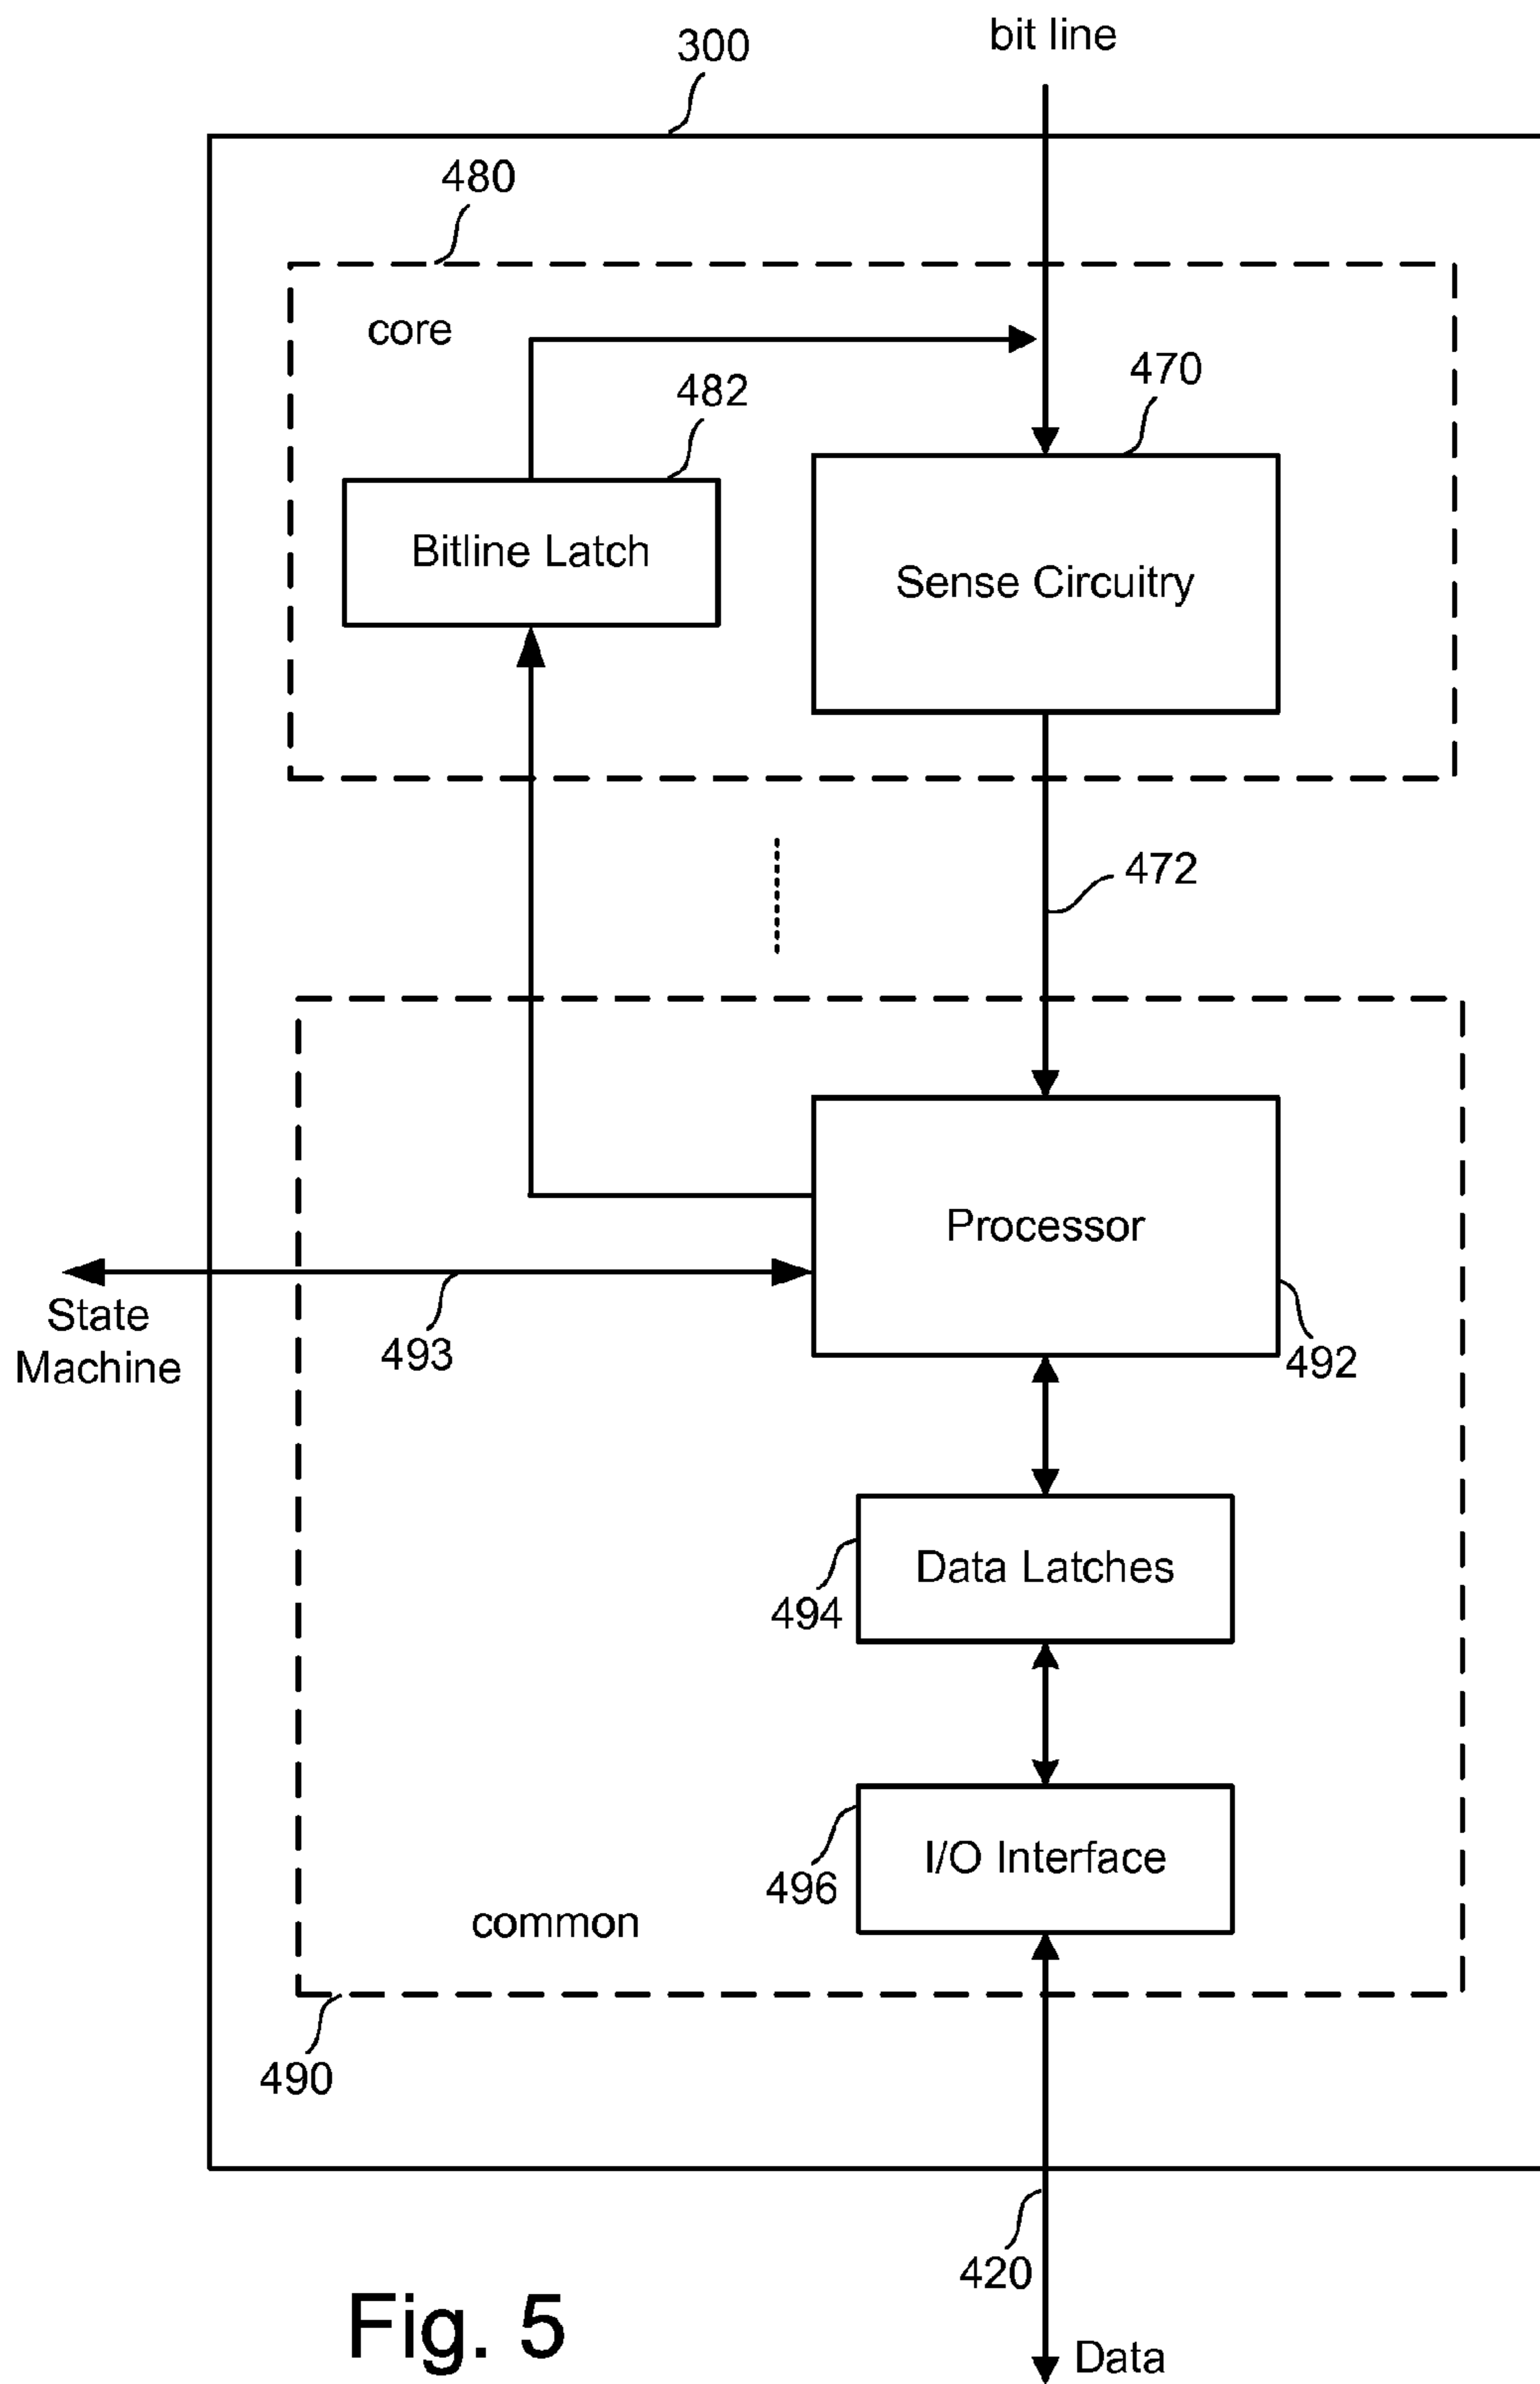 bit line
300
480
core
470
482
Bitline Latch
Sense Circuitry
472
Processor
State
Machine
493
492
Data Latches
494
I/O Interface
496
common
490
420
Fig. 5
Data